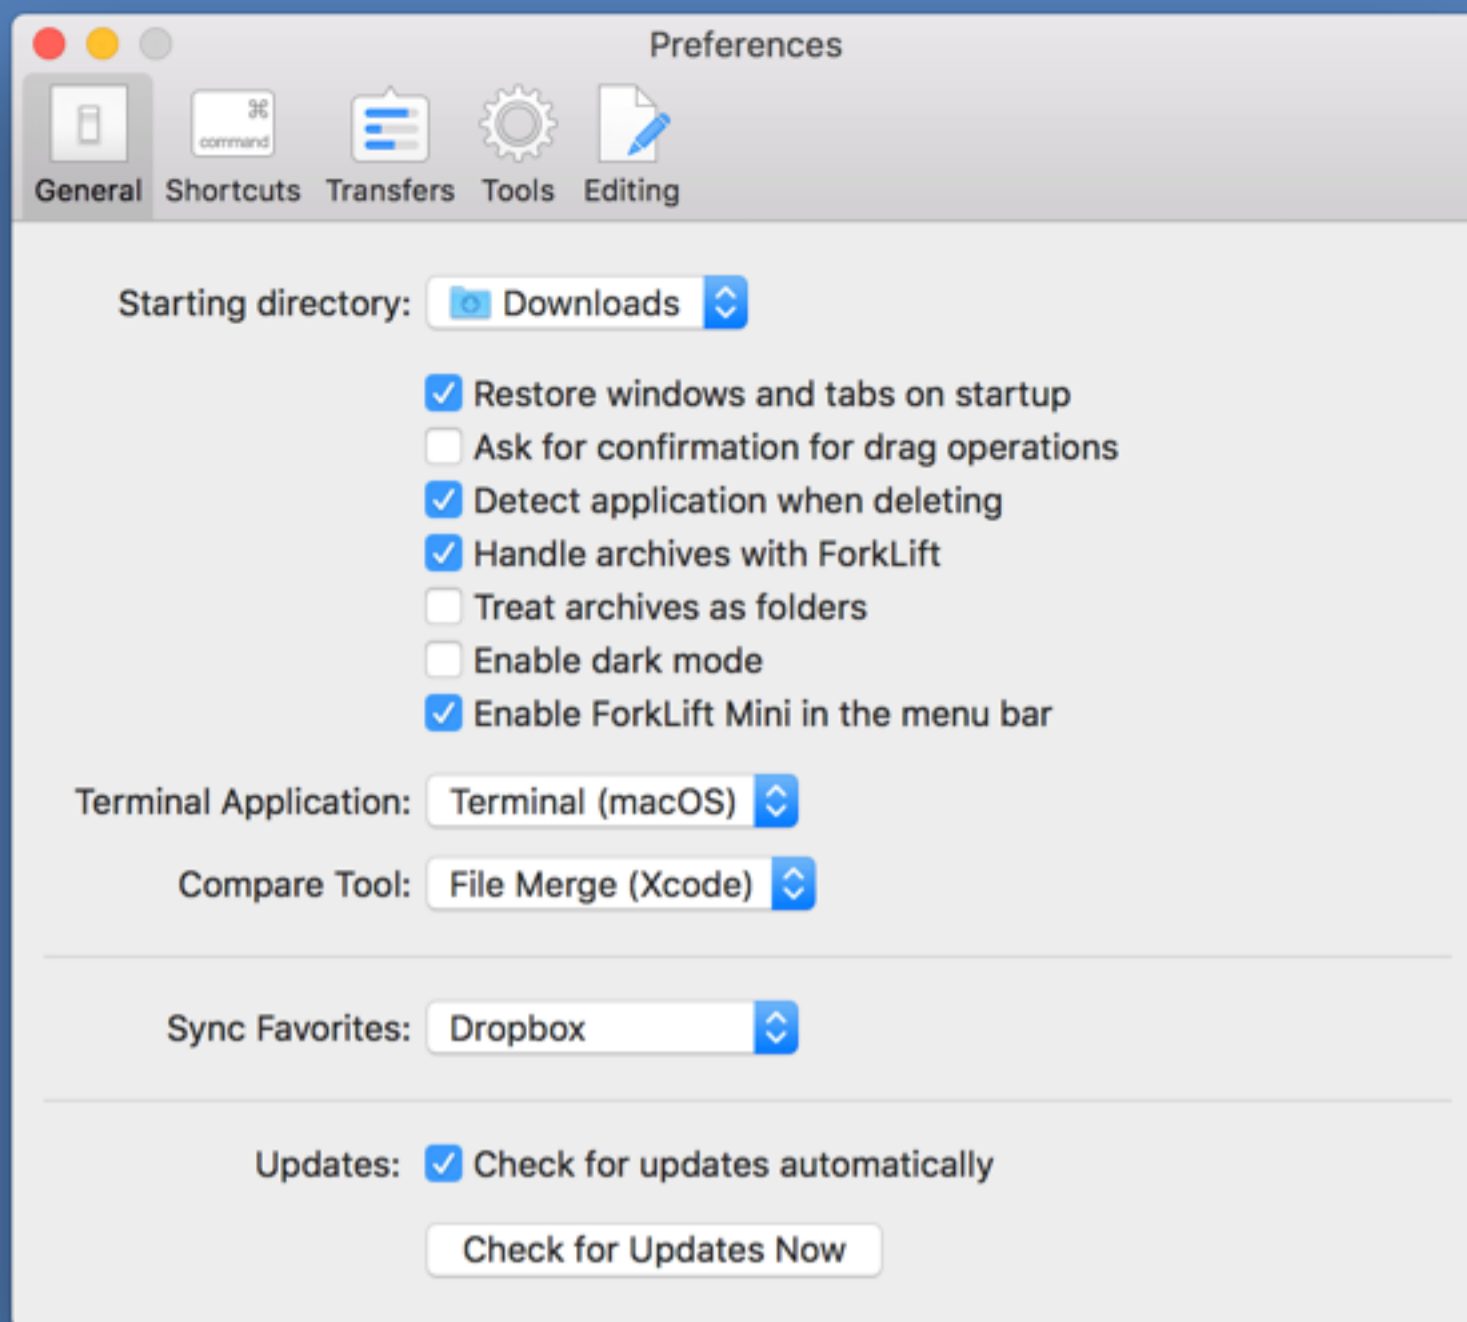 Preferences
⌘
command
General Shortcuts Transfers Tools Editing
Starting directory: Downloads
Restore windows and tabs on startup
Ask for confirmation for drag operations
Detect application when deleting
Handle archives with ForkLift
Treat archives as folders
Enable dark mode
Enable ForkLift Mini in the menu bar
Terminal Application: Terminal (macOS)
Compare Tool: File Merge (Xcode)
Sync Favorites: Dropbox
Updates: Check for updates automatically
Check for Updates Now